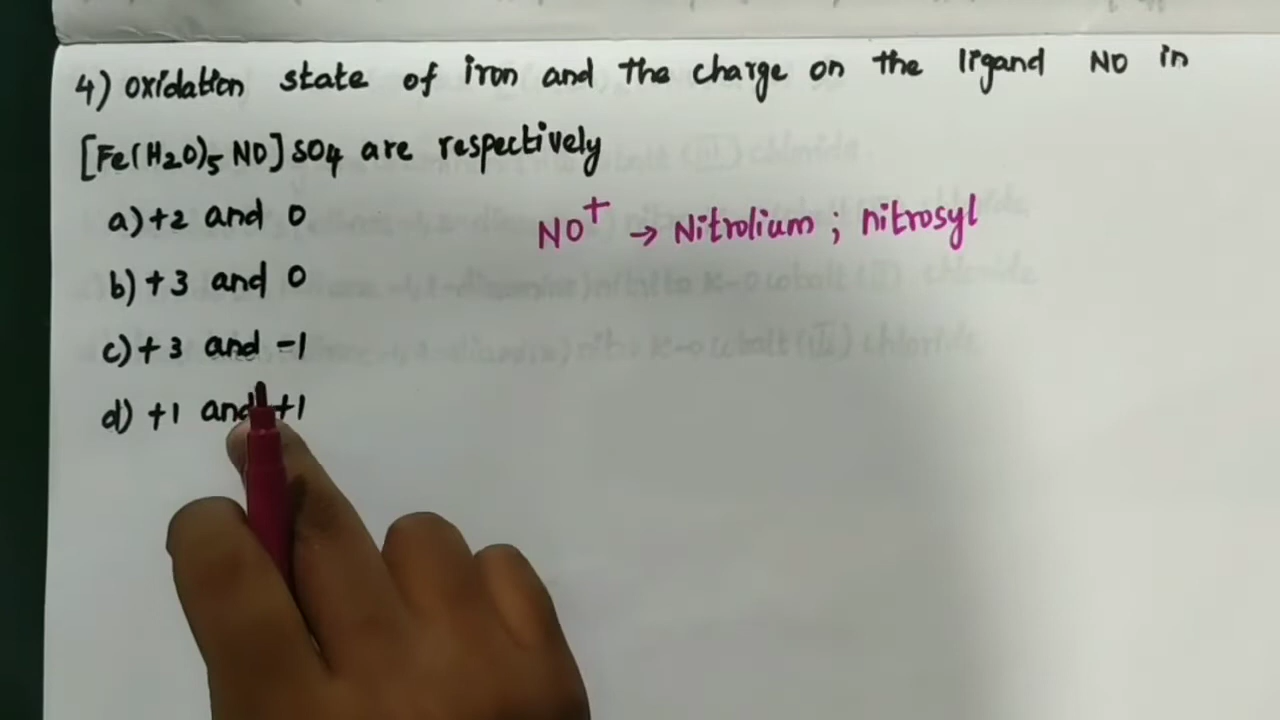 4) oxidation state of iron and the charge on the ligand NO in
[Fe(H2O)5 NO] SO4 are respectively
a) +2 and 0
NO+ → Nitrolium ; nitrosyl
b) +3 and 0
c) +3 and -1
d) +1 and +1